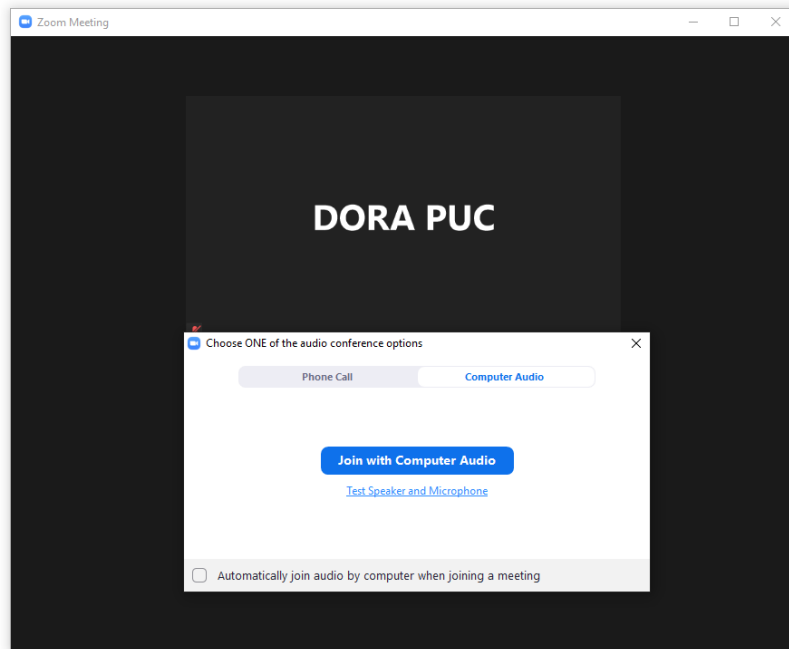 Zoom Meeting
DORA PUC
Choose ONE of the audio conference options
Phone Call Computer Audio
Join with Computer Audio
Test Speaker and Microphone
Automatically join audio by computer when joining a meeting